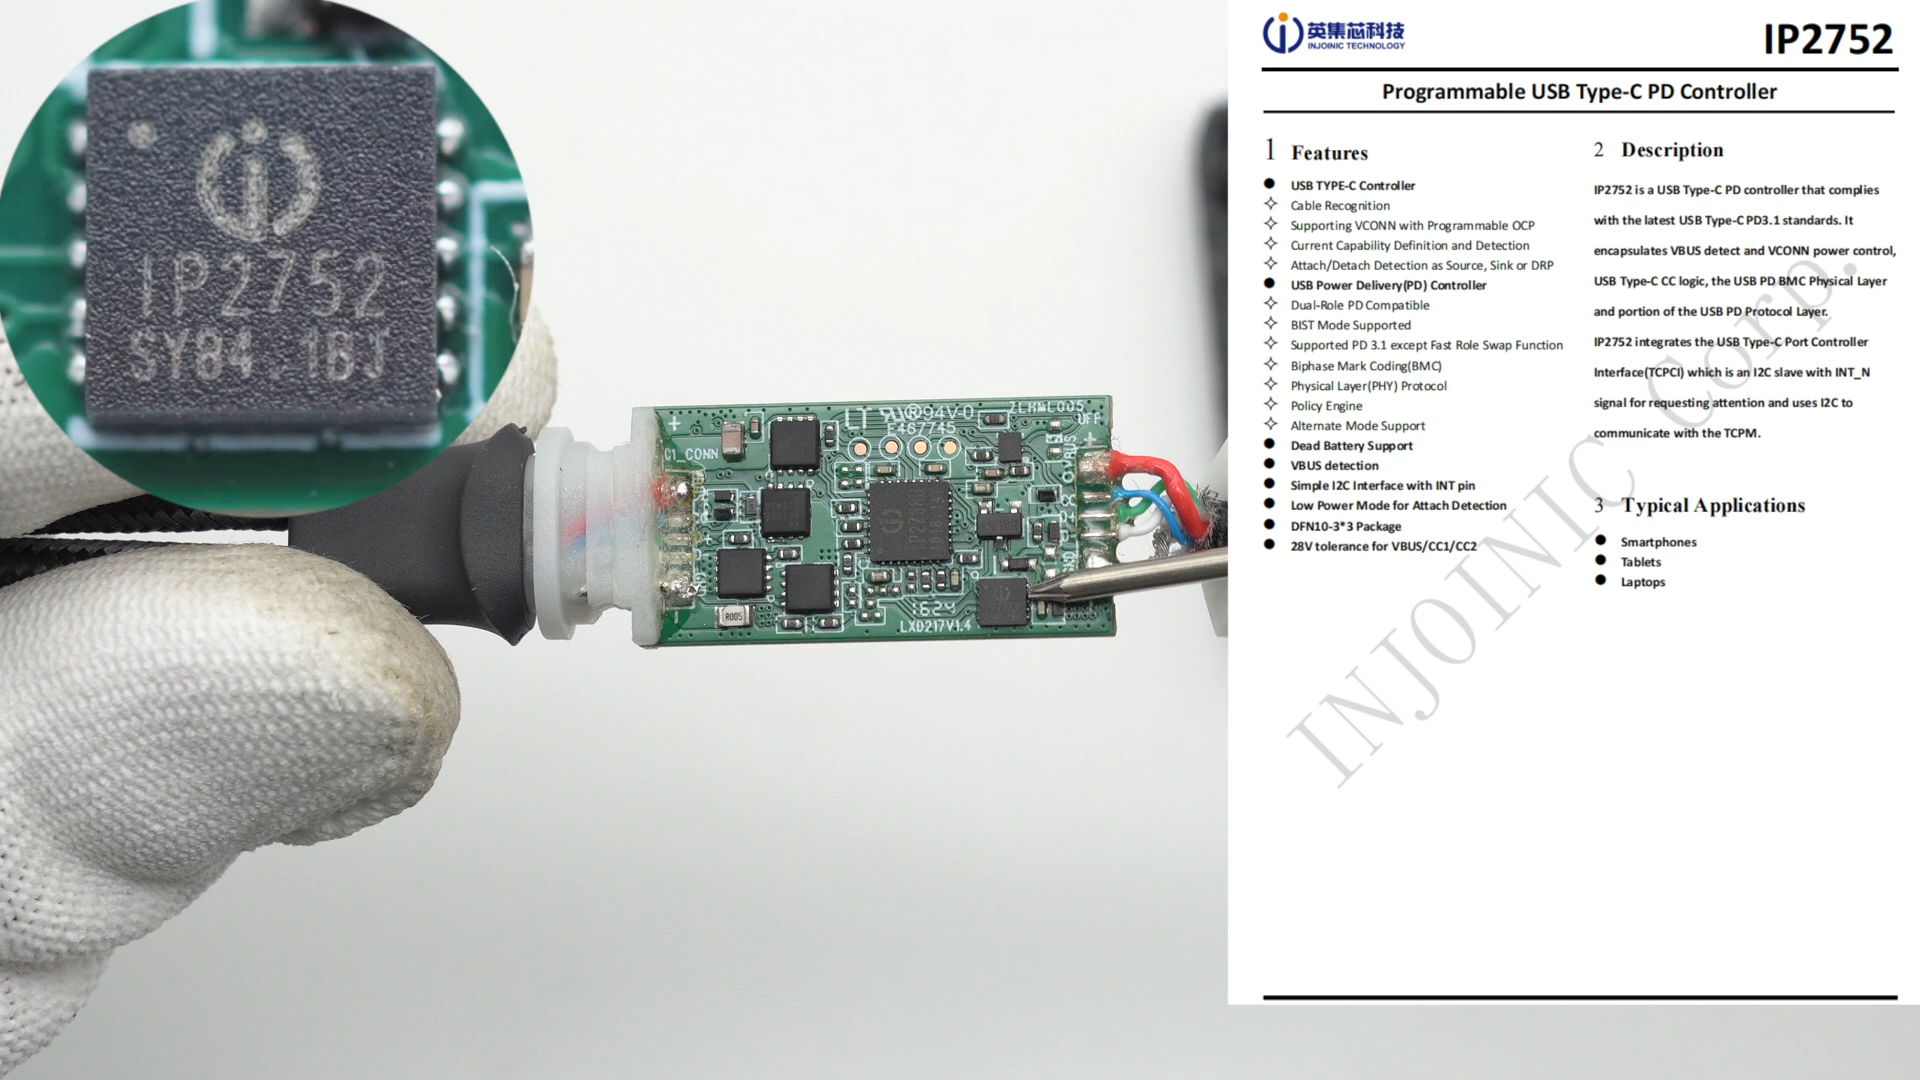 IP2752
SY84 1BJ
+
C1_CONN
LT ®94V-0
E467745
ZLHML005
UFP
VBUS
+
R005
1624
LXD217V1.4
英集芯科技
INJOINIC TECHNOLOGY
IP2752
Programmable USB Type-C PD Controller
1 Features
● USB TYPE-C Controller
✧ Cable Recognition
✧ Supporting VCONN with Programmable OCP
✧ Current Capability Definition and Detection
✧ Attach/Detach Detection as Source, Sink or DRP
● USB Power Delivery(PD) Controller
✧ Dual-Role PD Compatible
✧ BIST Mode Supported
✧ Supported PD 3.1 except Fast Role Swap Function
✧ Biphase Mark Coding(BMC)
✧ Physical Layer(PHY) Protocol
✧ Policy Engine
✧ Alternate Mode Support
● Dead Battery Support
● VBUS detection
● Simple I2C Interface with INT pin
● Low Power Mode for Attach Detection
● DFN10-3*3 Package
● 28V tolerance for VBUS/CC1/CC2
2 Description
IP2752 is a USB Type-C PD controller that complies
with the latest USB Type-C PD3.1 standards. It
encapsulates VBUS detect and VCONN power control,
USB Type-C CC logic, the USB PD BMC Physical Layer
and portion of the USB PD Protocol Layer.
IP2752 integrates the USB Type-C Port Controller
Interface(TCPCI) which is an I2C slave with INT_N
signal for requesting attention and uses I2C to
communicate with the TCPM.
3 Typical Applications
● Smartphones
● Tablets
● Laptops
INJOINIC Corp.